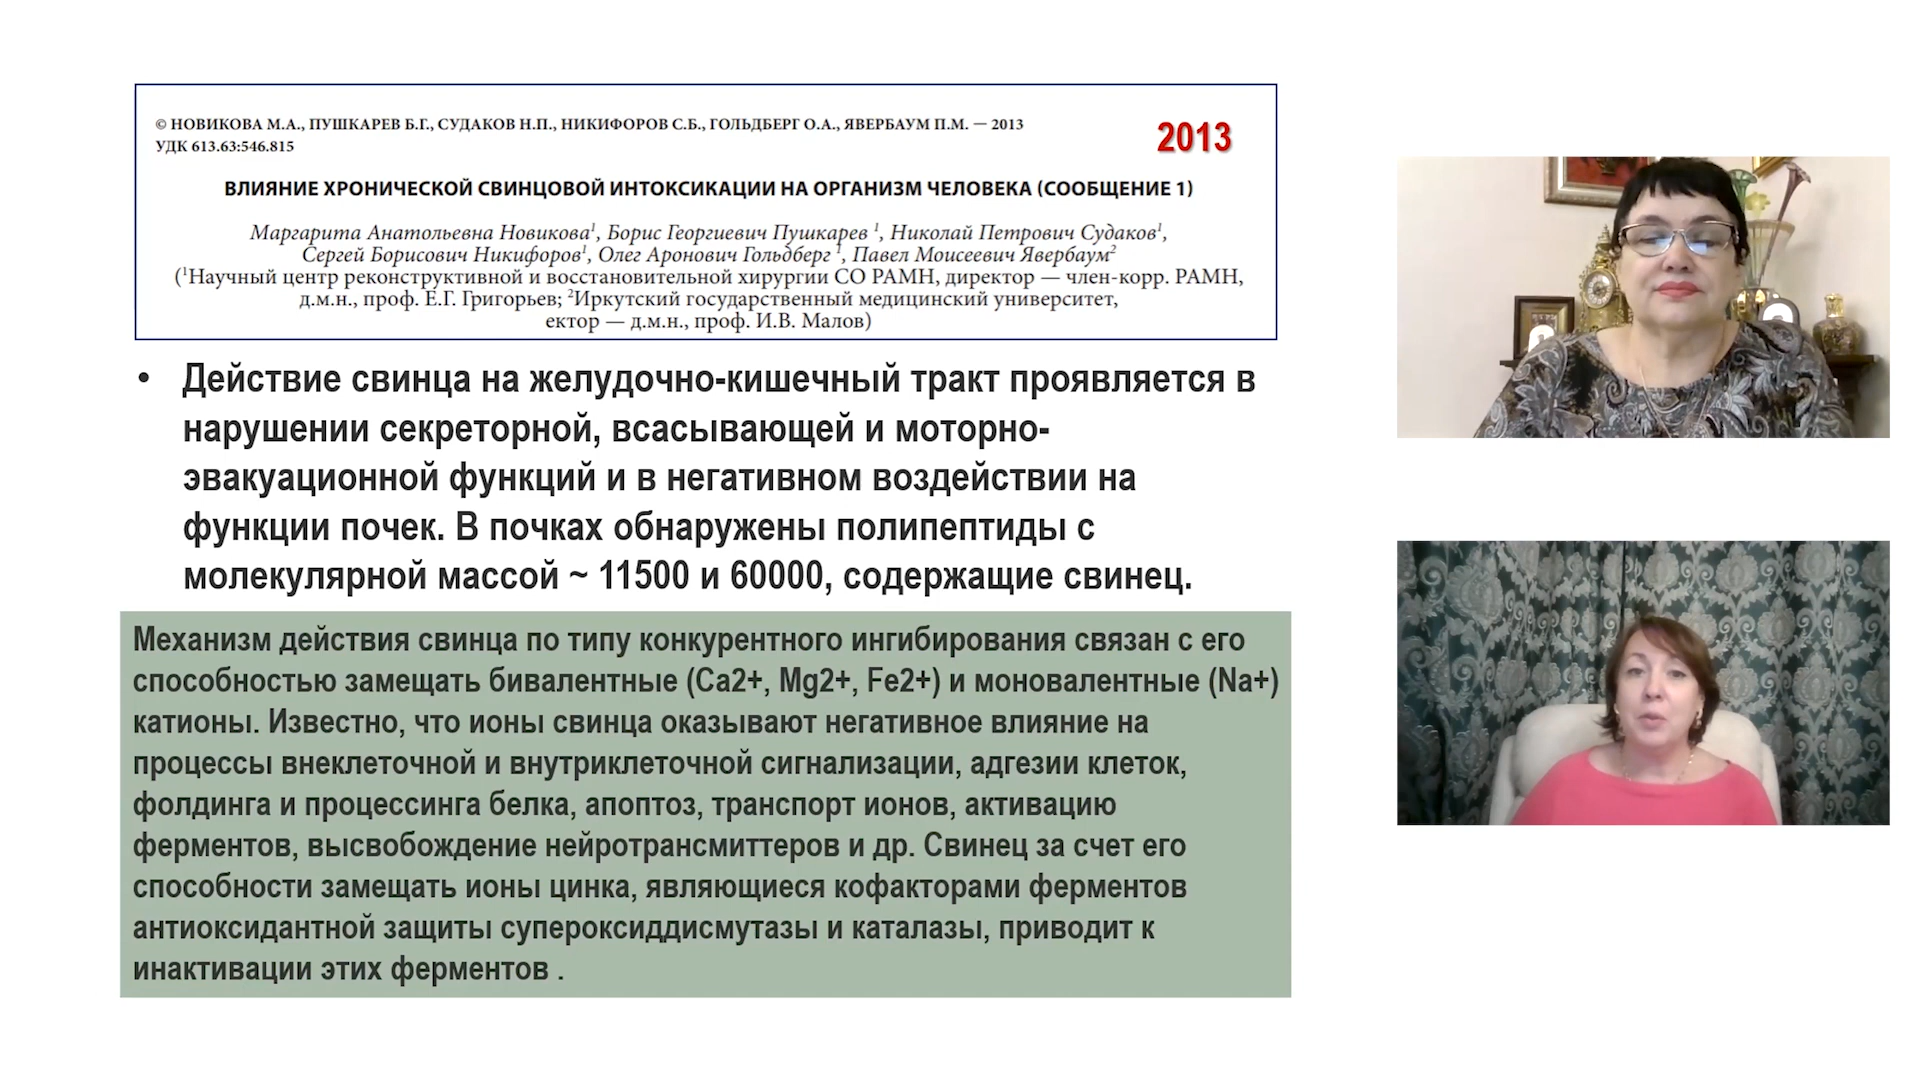 © НОВИКОВА М.А., ПУШКАРЕВ Б.Г., СУДАКОВ Н.П., НИКИФОРОВ С.Б., ГОЛЬДБЕРГ О.А., ЯВЕРБАУМ П.М. — 2013
УДК 613.63:546.815
2013
ВЛИЯНИЕ ХРОНИЧЕСКОЙ СВИНЦОВОЙ ИНТОКСИКАЦИИ НА ОРГАНИЗМ ЧЕЛОВЕКА (СООБЩЕНИЕ 1)
Маргарита Анатольевна Новикова¹, Борис Георгиевич Пушкарев ¹, Николай Петрович Судаков¹,
Сергей Борисович Никифоров¹, Олег Аронович Гольдберг ¹, Павел Моисеевич Явербаум²
(¹Научный центр реконструктивной и восстановительной хирургии СО РАМН, директор — член-корр. РАМН,
д.м.н., проф. Е.Г. Григорьев; ²Иркутский государственный медицинский университет,
ектор — д.м.н., проф. И.В. Малов)
• Действие свинца на желудочно-кишечный тракт проявляется в
нарушении секреторной, всасывающей и моторно-
эвакуационной функций и в негативном воздействии на
функции почек. В почках обнаружены полипептиды с
молекулярной массой ~ 11500 и 60000, содержащие свинец.
Механизм действия свинца по типу конкурентного ингибирования связан с его
способностью замещать бивалентные (Ca2+, Mg2+, Fe2+) и моновалентные (Na+)
катионы. Известно, что ионы свинца оказывают негативное влияние на
процессы внеклеточной и внутриклеточной сигнализации, адгезии клеток,
фолдинга и процессинга белка, апоптоз, транспорт ионов, активацию
ферментов, высвобождение нейротрансмиттеров и др. Свинец за счет его
способности замещать ионы цинка, являющиеся кофакторами ферментов
антиоксидантной защиты супероксиддисмутазы и каталазы, приводит к
инактивации этих ферментов .